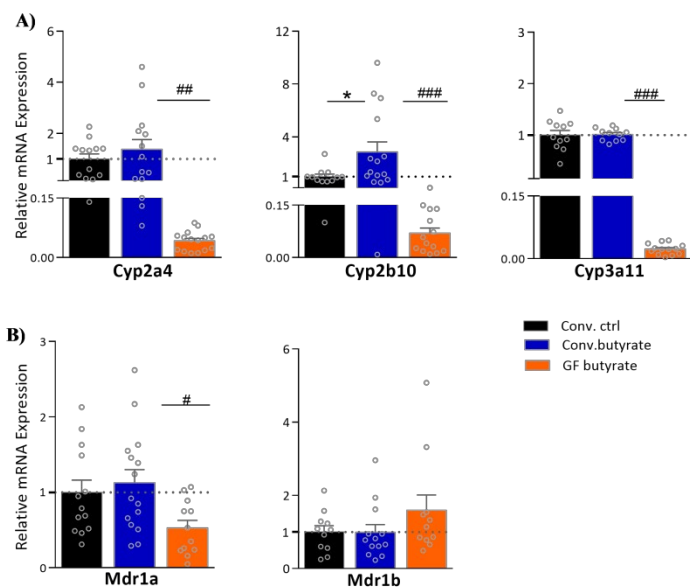 A)
Relative mRNA Expression
6
4
2
1
0.15
0.00
##
Cyp2a4
12
8
4
1
0.15
0.00
*
###
Cyp2b10
3
2
1
0.15
0.00
###
Cyp3a11
Conv. ctrl
Conv.butyrate
GF butyrate
B)
Relative mRNA Expression
3
2
1
0
#
Mdr1a
6
4
2
1
0
Mdr1b